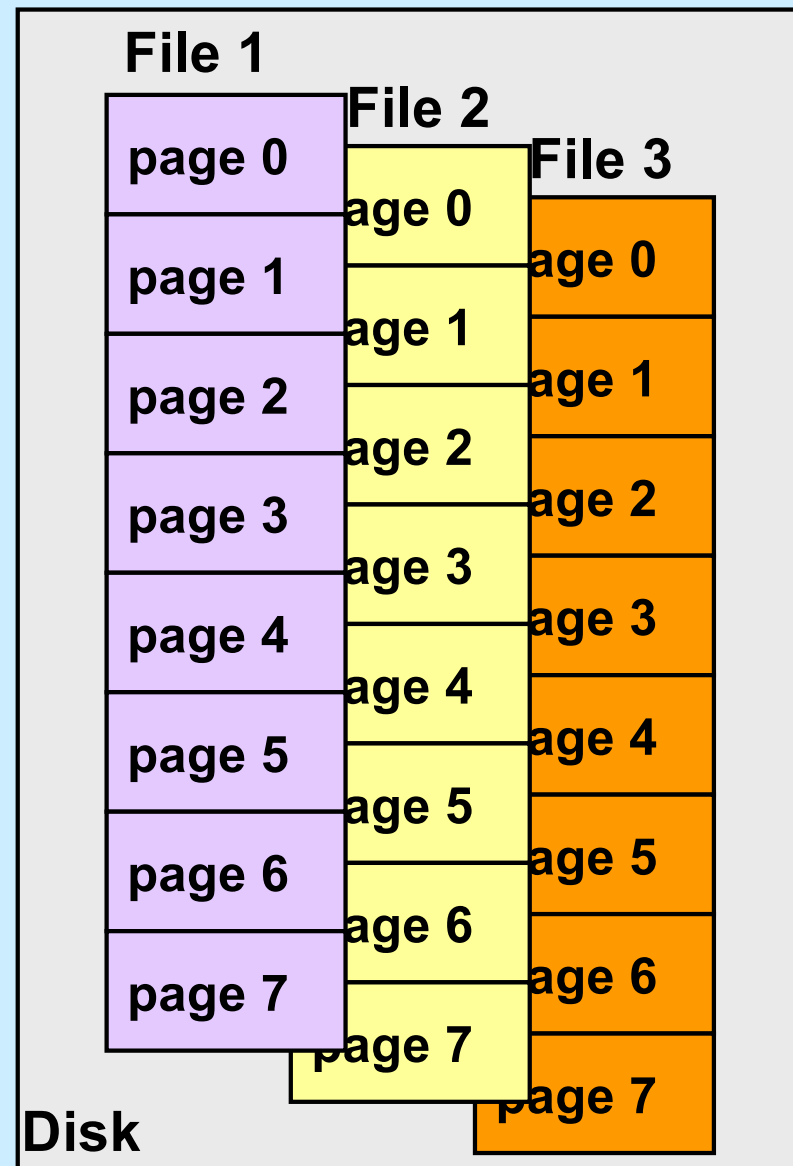 File 1
page 0
page 1
page 2
page 3
page 4
page 5
page 6
page 7
File 2
age 0
age 1
age 2
age 3
age 4
age 5
age 6
page 7
File 3
age 0
age 1
age 2
age 3
age 4
age 5
age 6
page 7
Disk